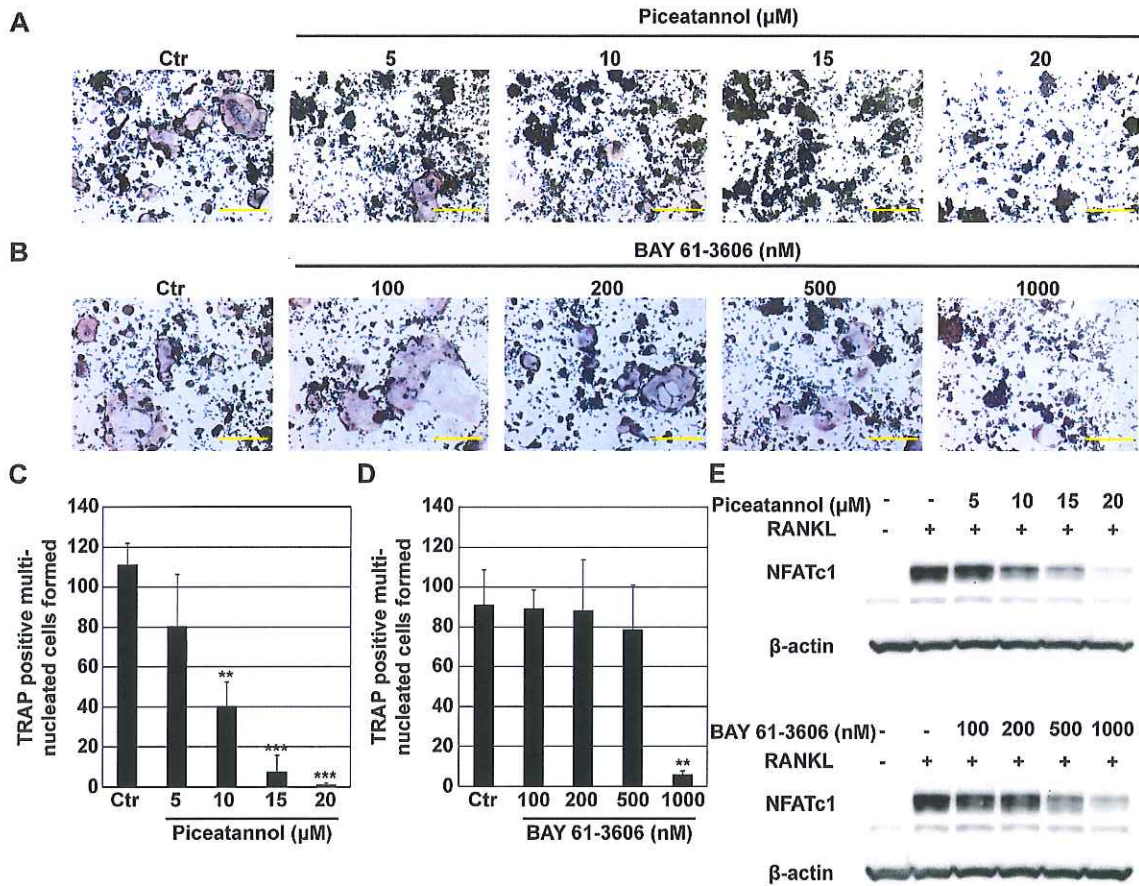 A
Piceatannol (μM)
Ctr 5 10 15 20
B
BAY 61-3606 (nM)
Ctr 100 200 500 1000
C
TRAP positive multi-
nucleated cells formed
140
120
100
80
60
40
20
0
**
***
***
Ctr 5 10 15 20
Piceatannol (μM)
D
TRAP positive multi-
nucleated cells formed
140
120
100
80
60
40
20
0
**
Ctr 100 200 500 1000
BAY 61-3606 (nM)
E
Piceatannol (μM) - - 5 10 15 20
RANKL - + + + + +
NFATc1
β-actin
BAY 61-3606 (nM) - - 100 200 500 1000
RANKL - + + + + +
NFATc1
β-actin